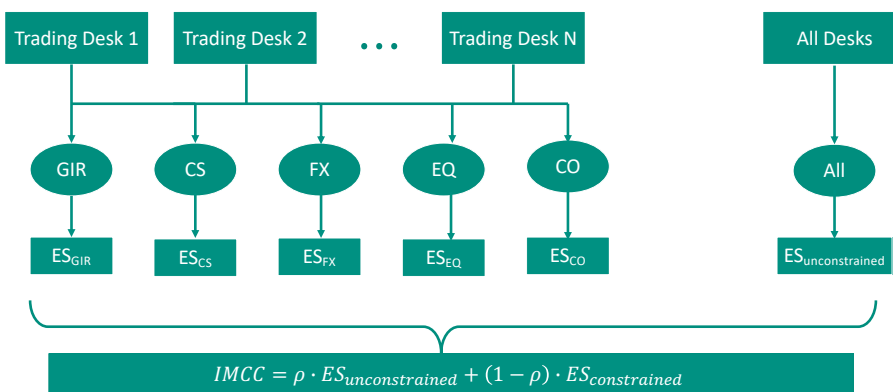 Trading Desk 1 Trading Desk 2 ... Trading Desk N All Desks
GIR CS FX EQ CO All
ES_GIR ES_CS ES_FX ES_EQ ES_CO ES_unconstrained
IMCC = ρ · ES_unconstrained + (1 − ρ) · ES_constrained